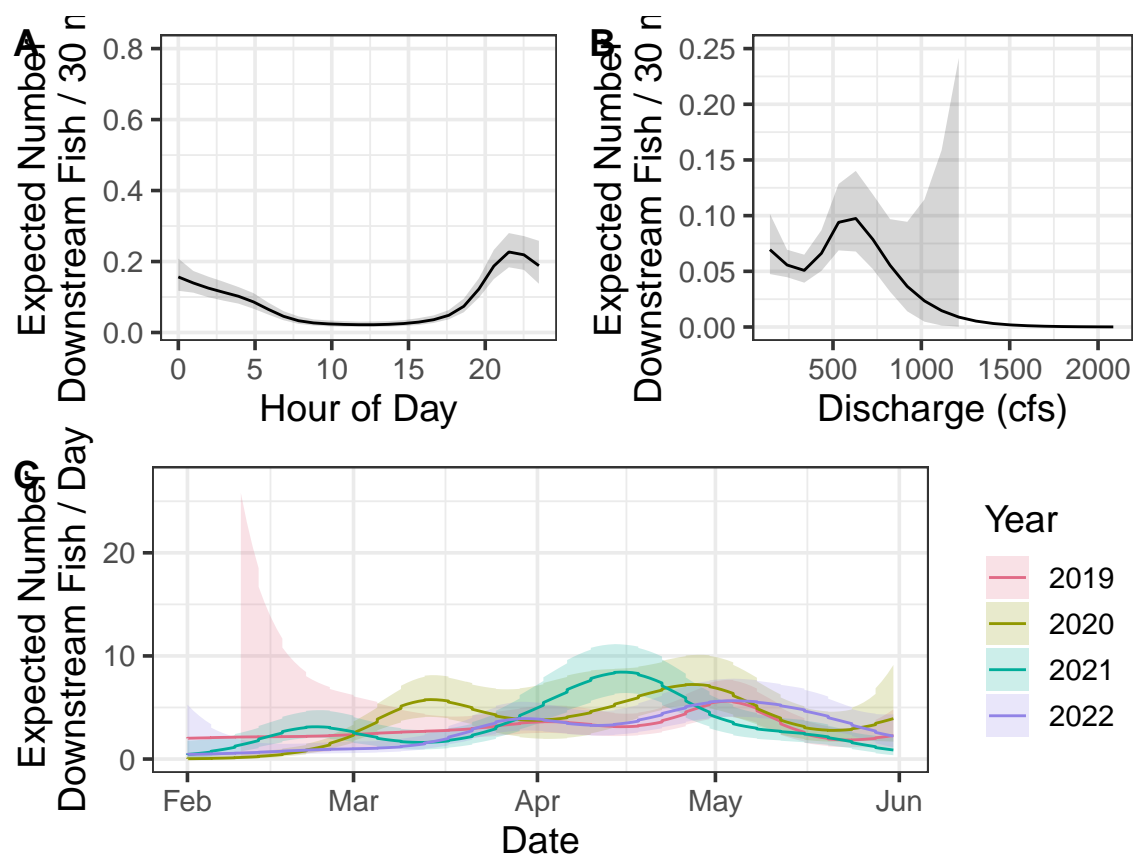 A
Expected Number
Downstream Fish / 30
0.8
0.6
0.4
0.2
0.0
0
5
10
15
20
Hour of Day
B
Expected Number
Downstream Fish / 30
0.25
0.20
0.15
0.10
0.05
0.00
500
1000
1500
2000
Discharge (cfs)
C
Expected Number
Downstream Fish / Day
20
10
0
Feb
Mar
Apr
May
Jun
Date
Year
2019
2020
2021
2022